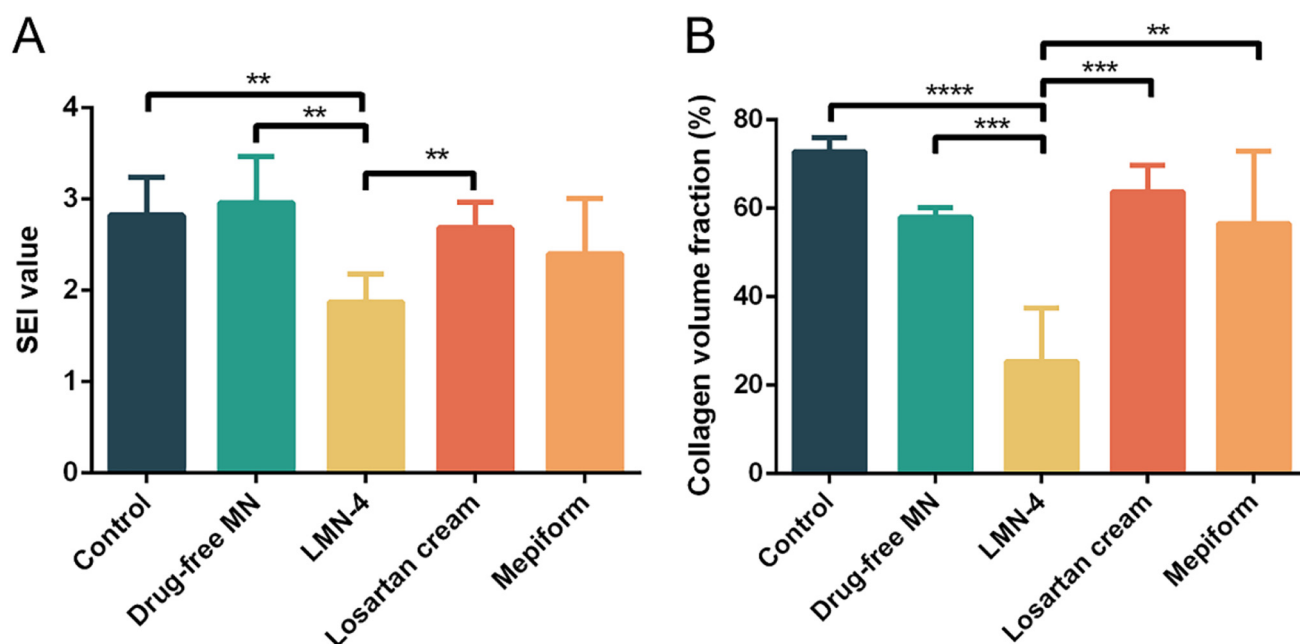 A
SEI value
4
3
2
1
0
**
**
**
Control
Drug-free MN
LMN-4
Losartan cream
Mepiform
B
Collagen volume fraction (%)
80
60
40
20
0
**
***
****
***
Control
Drug-free MN
LMN-4
Losartan cream
Mepiform